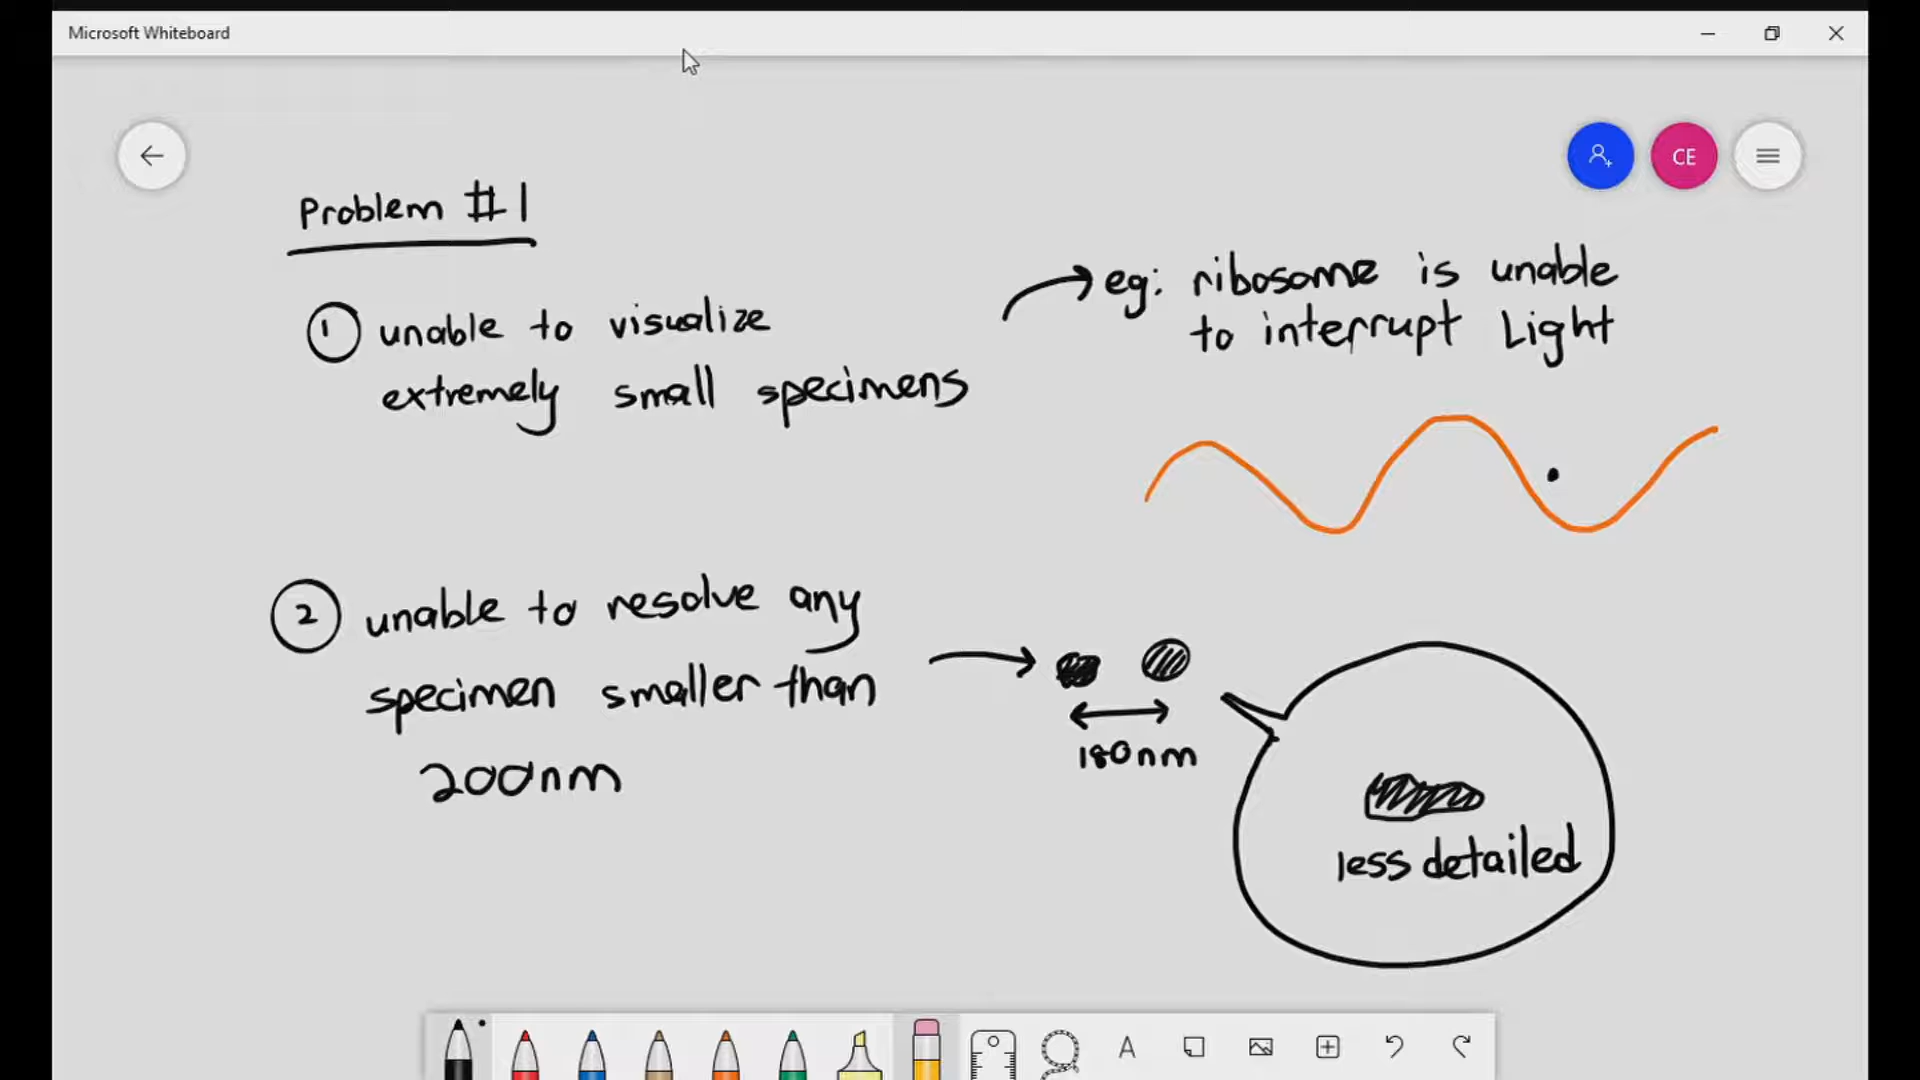 Microsoft Whiteboard
CE
Problem #1
① unable to visualize
extremely small specimens
eg: ribosome is unable
to interrupt Light
② unable to resolve any
specimen smaller than
200nm
180nm
less detailed
A